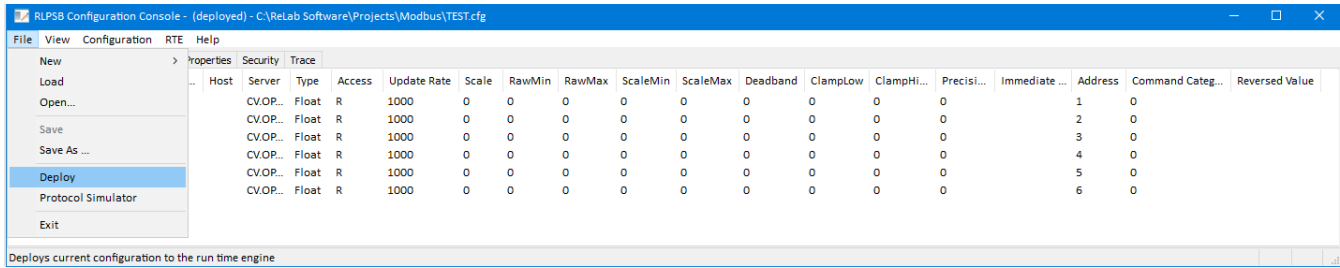 RLPSB Configuration Console - (deployed) - C:\ReLab Software\Projects\Modbus\TEST.cfg
File View Configuration RTE Help
New
Load
Open...
Save
Save As ...
Deploy
Protocol Simulator
Exit
Properties Security Trace
... Host Server Type Access Update Rate Scale RawMin RawMax ScaleMin ScaleMax Deadband ClampLow ClampHi... Precisi... Immediate ... Address Command Categ... Reversed Value
CV.OP... Float R 1000 0 0 0 0 0 0 0 0 0 1 0
CV.OP... Float R 1000 0 0 0 0 0 0 0 0 0 2 0
CV.OP... Float R 1000 0 0 0 0 0 0 0 0 0 3 0
CV.OP... Float R 1000 0 0 0 0 0 0 0 0 0 4 0
CV.OP... Float R 1000 0 0 0 0 0 0 0 0 0 5 0
CV.OP... Float R 1000 0 0 0 0 0 0 0 0 0 6 0
Deploys current configuration to the run time engine